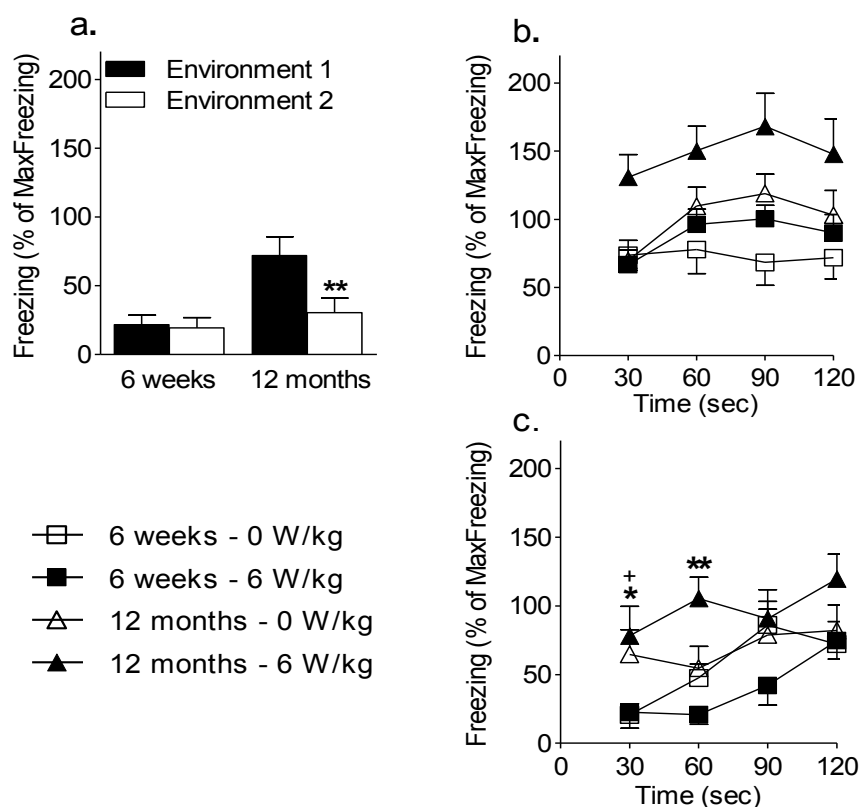 a.
Freezing (% of MaxFreezing)
200
150
100
50
0
Environment 1
Environment 2
**
6 weeks
12 months
b.
Freezing (% of MaxFreezing)
200
150
100
50
0
0 30 60 90 120
Time (sec)
c.
Freezing (% of MaxFreezing)
200
150
100
50
0
+
*
**
0 30 60 90 120
Time (sec)
6 weeks - 0 W/kg
6 weeks - 6 W/kg
12 months - 0 W/kg
12 months - 6 W/kg